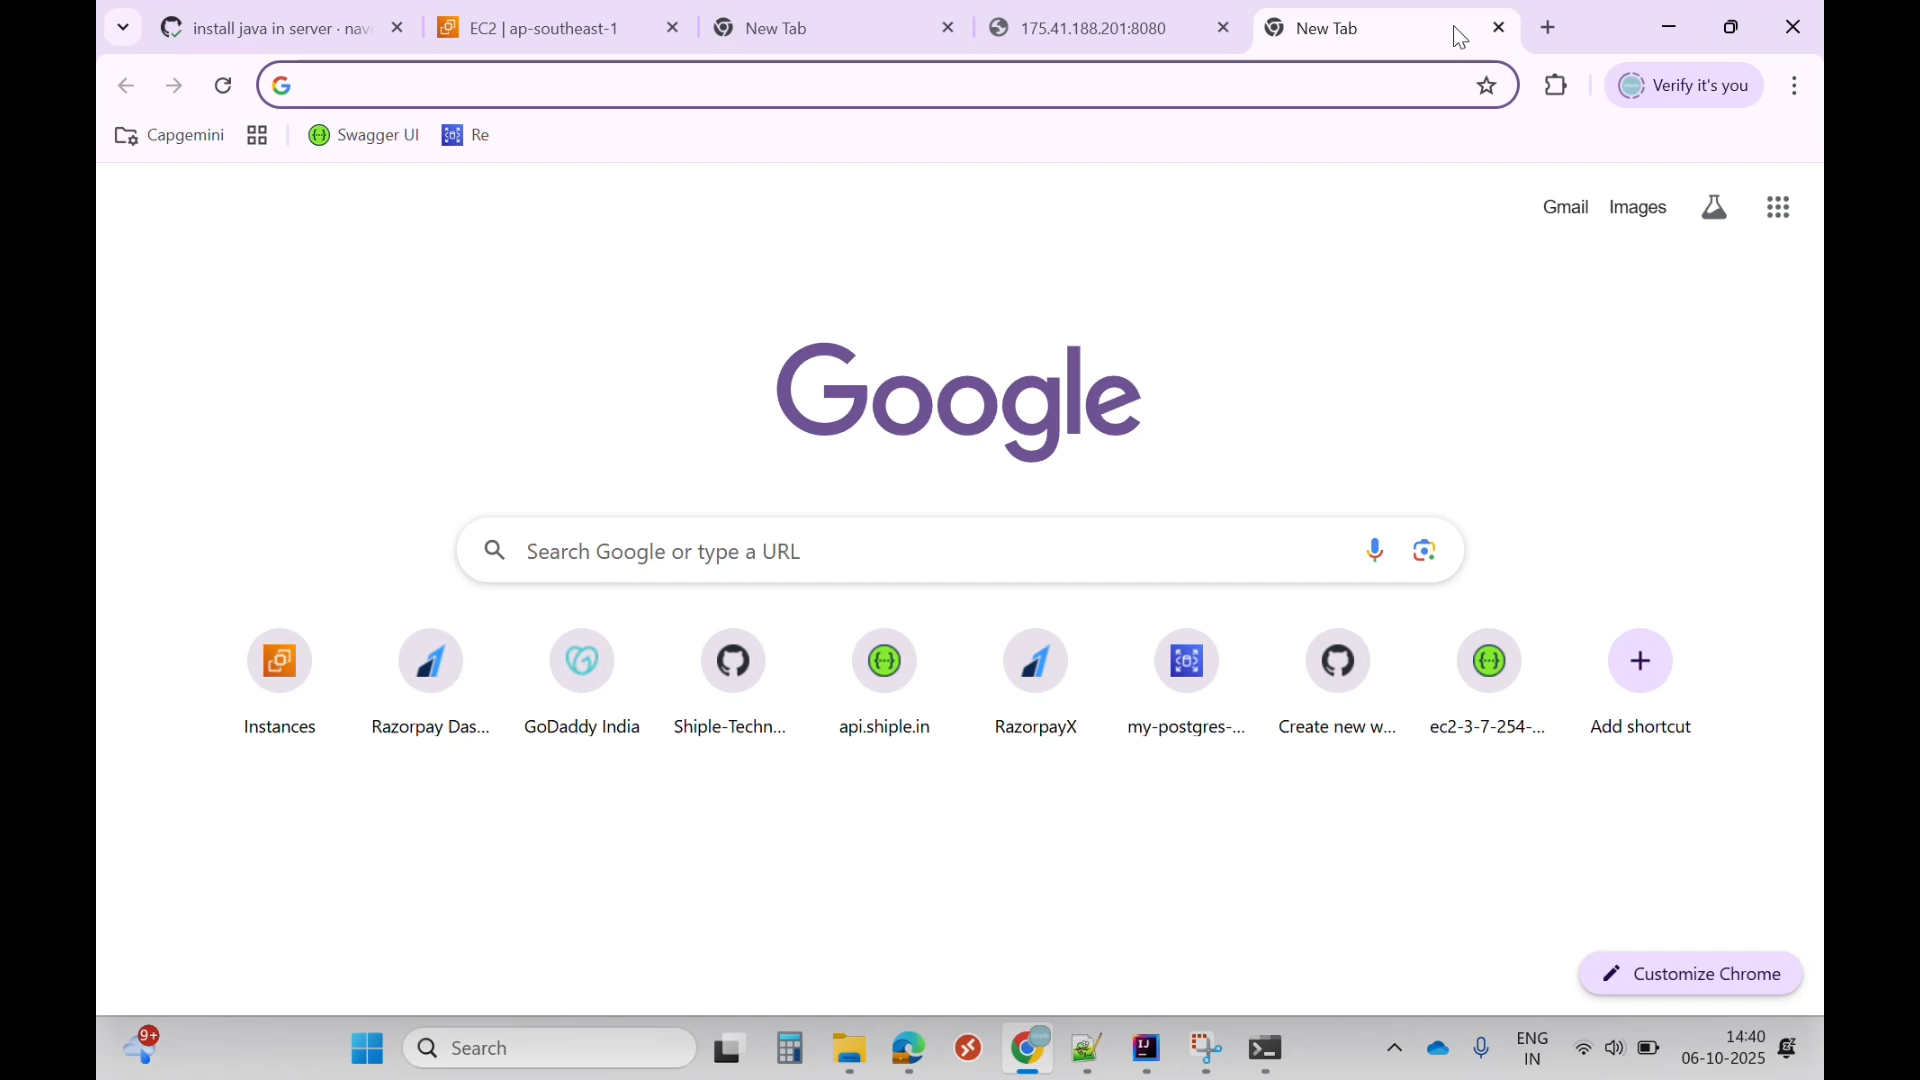 install java in server · nav
EC2 | ap-southeast-1
New Tab
175.41.188.201:8080
New Tab
Verify it's you
Capgemini
Swagger UI
Re
Gmail
Images
Google
Search Google or type a URL
Instances
Razorpay Das...
GoDaddy India
Shiple-Techn...
api.shiple.in
RazorpayX
my-postgres-...
Create new w...
ec2-3-7-254-...
Add shortcut
Customize Chrome
9+
Search
IJ
ENG
IN
14:40
06-10-2025